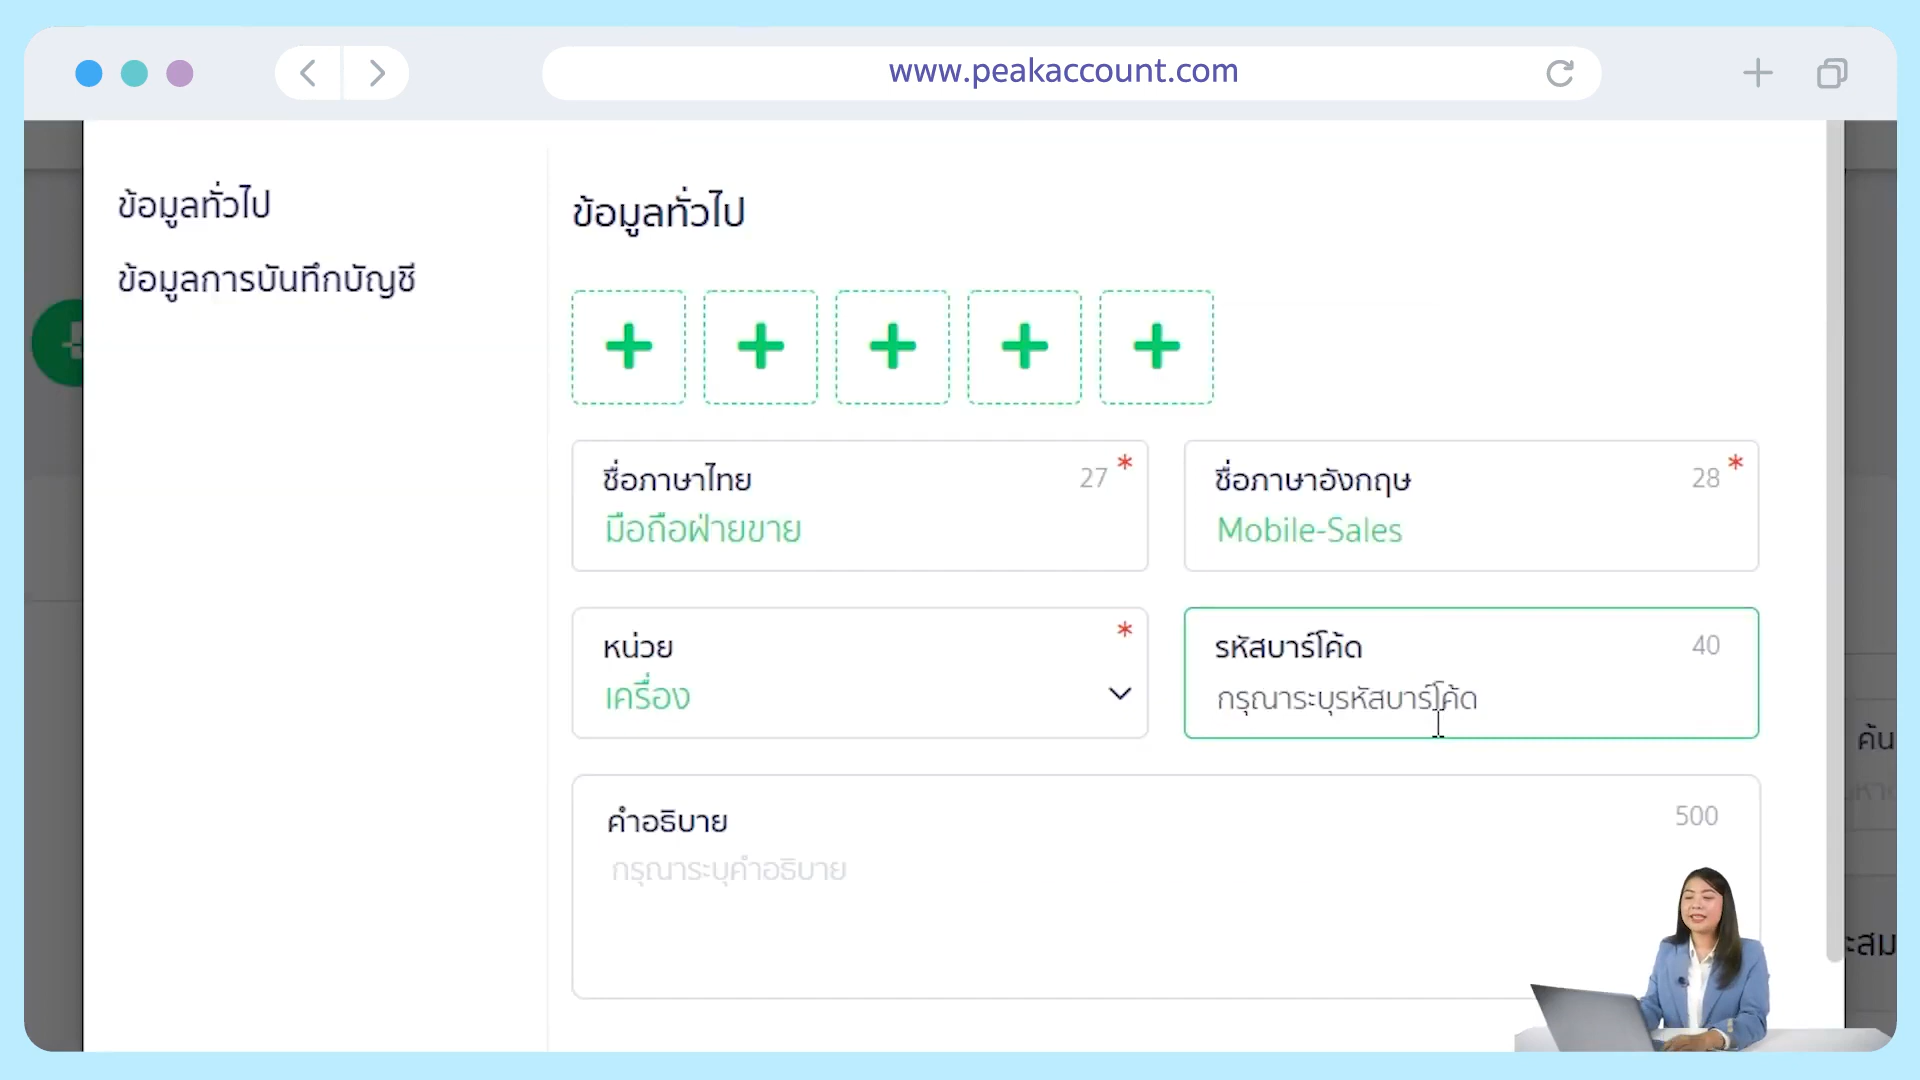 www.peakaccount.com
ข้อมูลทั่วไป
ข้อมูลการบันทึกบัญชี
ข้อมูลทั่วไป
ชื่อภาษาไทย 27 *
มือถือฝ่ายขาย
ชื่อภาษาอังกฤษ 28 *
Mobile-Sales
หน่วย *
เครื่อง
รหัสบาร์โค้ด 40
กรุณาระบุรหัสบาร์โค้ด
คำอธิบาย 500
กรุณาระบุคำอธิบาย